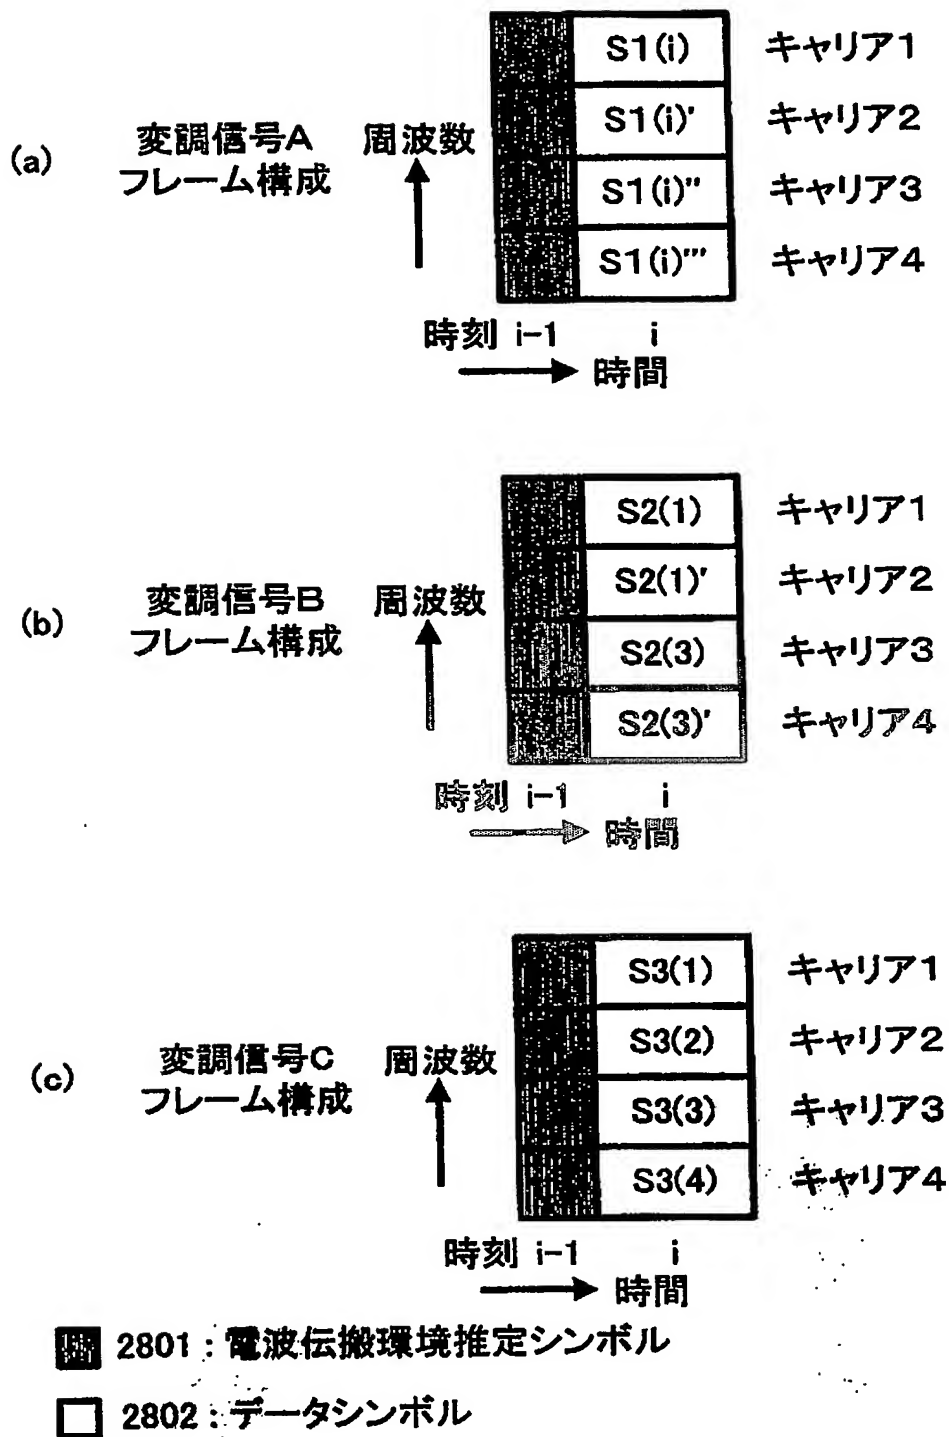 (a)
変調信号A
フレーム構成
周波数
S1(i) キャリア1
S1(i)' キャリア2
S1(i)'' キャリア3
S1(i)''' キャリア4
時刻 i-1 i
時間
(b)
変調信号B
フレーム構成
周波数
S2(1) キャリア1
S2(1)' キャリア2
S2(3) キャリア3
S2(3)' キャリア4
時刻 i-1 i
時間
(c)
変調信号C
フレーム構成
周波数
S3(1) キャリア1
S3(2) キャリア2
S3(3) キャリア3
S3(4) キャリア4
時刻 i-1 i
時間
2801:電波伝搬環境推定シンボル
2802:データシンボル